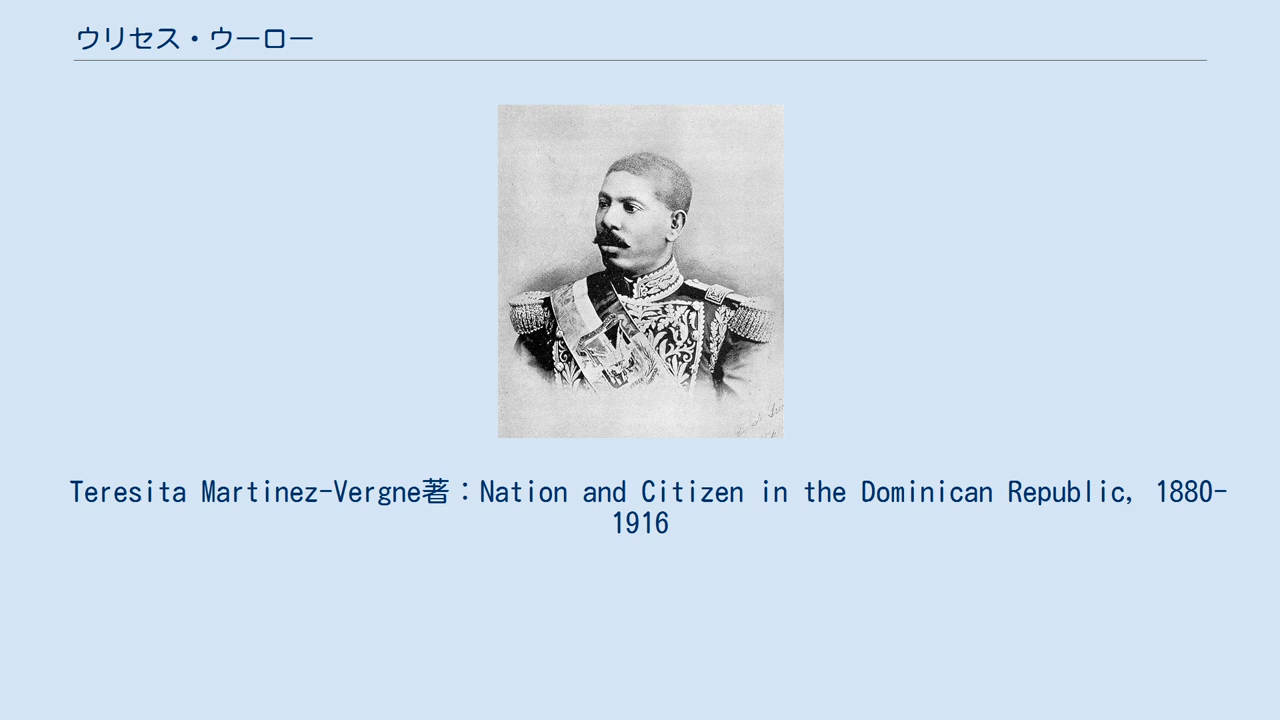 ウリセス・ウーロー
Teresita Martinez-Vergne著：Nation and Citizen in the Dominican Republic, 1880-
1916